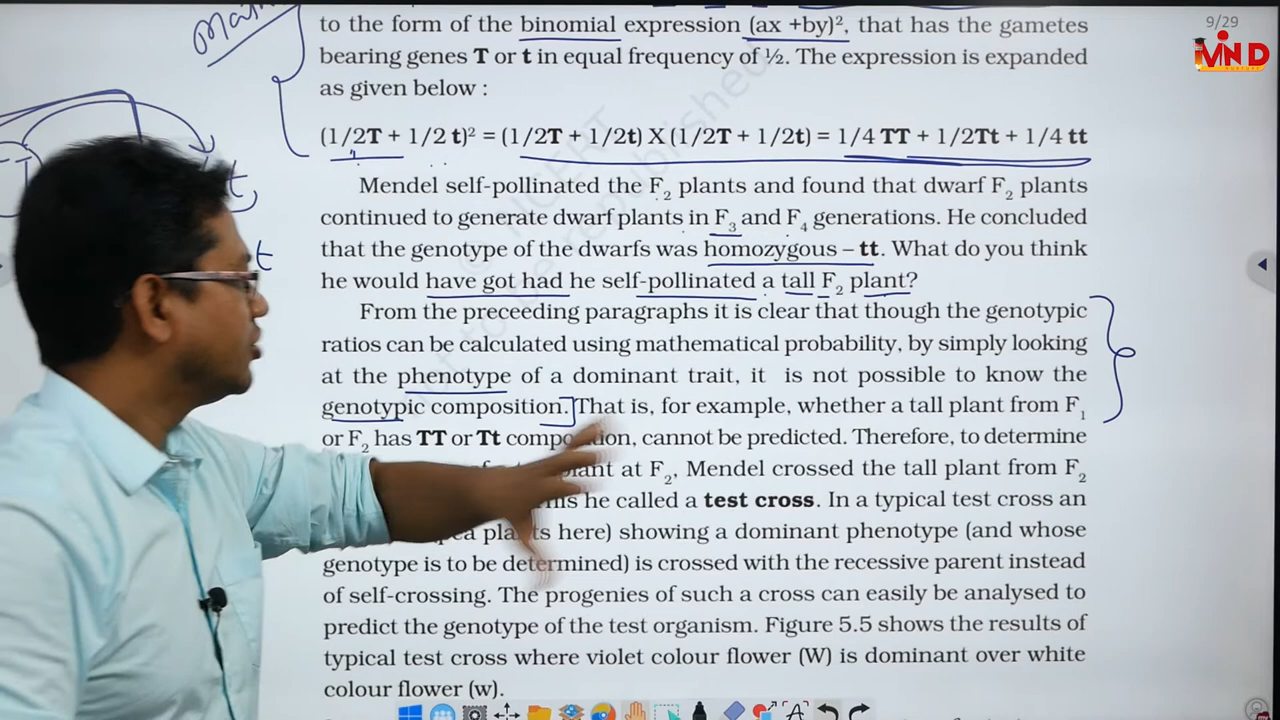 9/29
MIND
to the form of the binomial expression (ax +by)², that has the gametes
bearing genes T or t in equal frequency of ½. The expression is expanded
as given below :
(1/2T + 1/2 t)² = (1/2T + 1/2t) X (1/2T + 1/2t) = 1/4 TT + 1/2Tt + 1/4 tt
t,
Mendel self-pollinated the F₂ plants and found that dwarf F₂ plants
continued to generate dwarf plants in F₃ and F₄ generations. He concluded
that the genotype of the dwarfs was homozygous – tt. What do you think
t
he would have got had he self-pollinated a tall F₂ plant?
From the preceeding paragraphs it is clear that though the genotypic
ratios can be calculated using mathematical probability, by simply looking
at the phenotype of a dominant trait, it is not possible to know the
genotypic composition. That is, for example, whether a tall plant from F₁
or F₂ has TT or Tt composition, cannot be predicted. Therefore, to determine
at F₂, Mendel crossed the tall plant from F₂
he called a test cross. In a typical test cross an
here) showing a dominant phenotype (and whose
genotype is to be determined) is crossed with the recessive parent instead
of self-crossing. The progenies of such a cross can easily be analysed to
predict the genotype of the test organism. Figure 5.5 shows the results of
typical test cross where violet colour flower (W) is dominant over white
colour flower (w).